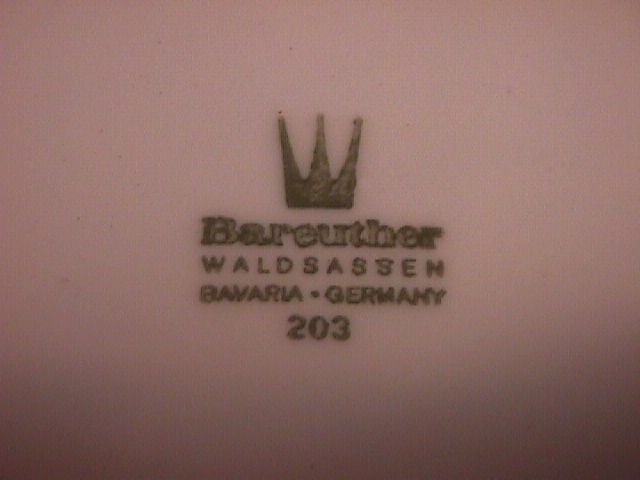 Bareuther
WALDSASSEN
BAVARIA • GERMANY
203